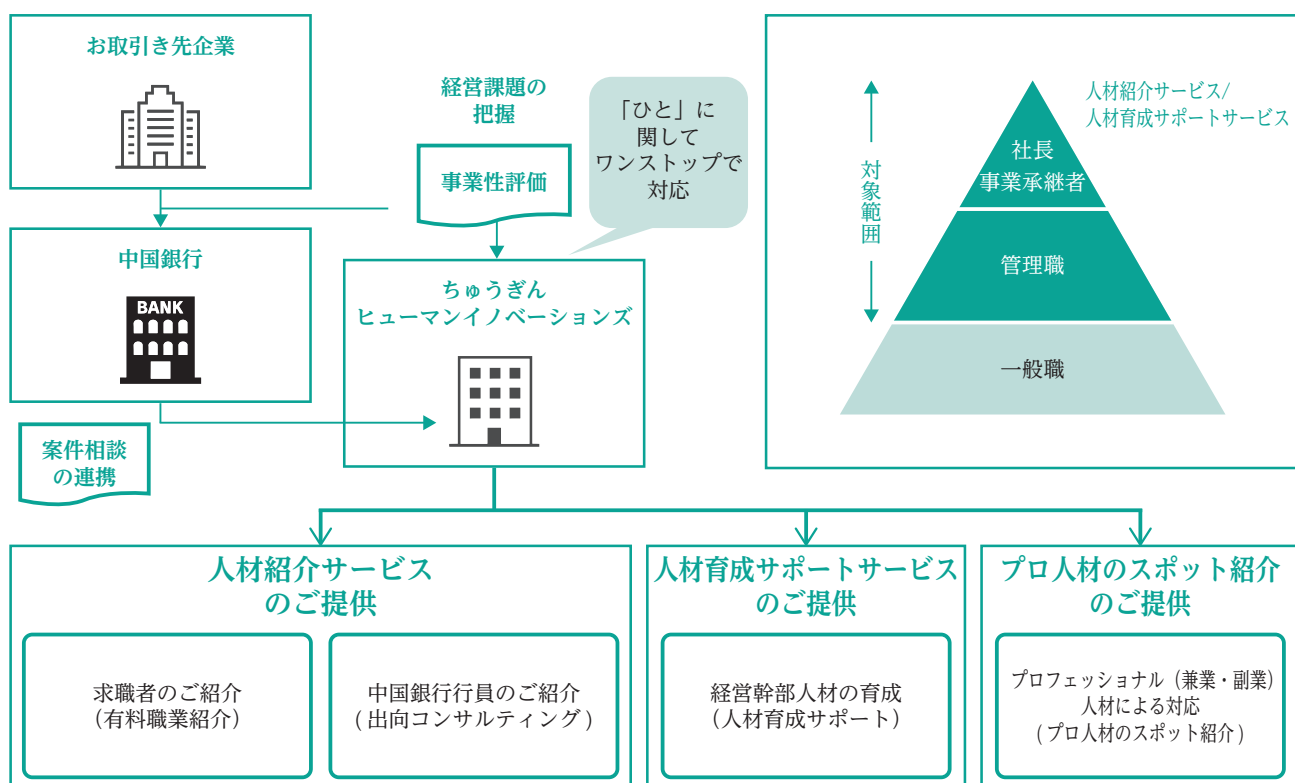 お取引き先企業
経営課題の
把握
事業性評価
「ひと」に
関して
ワンストップで
対応
中国銀行
BANK
ちゅうぎん
ヒューマンイノベーションズ
案件相談
の連携
対象範囲
人材紹介サービス/
人材育成サポートサービス
社長
事業承継者
管理職
一般職
人材紹介サービス
のご提供
求職者のご紹介
（有料職業紹介）
中国銀行行員のご紹介
(出向コンサルティング)
人材育成サポートサービス
のご提供
経営幹部人材の育成
（人材育成サポート）
プロ人材のスポット紹介
のご提供
プロフェッショナル（兼業・副業）
人材による対応
(プロ人材のスポット紹介)